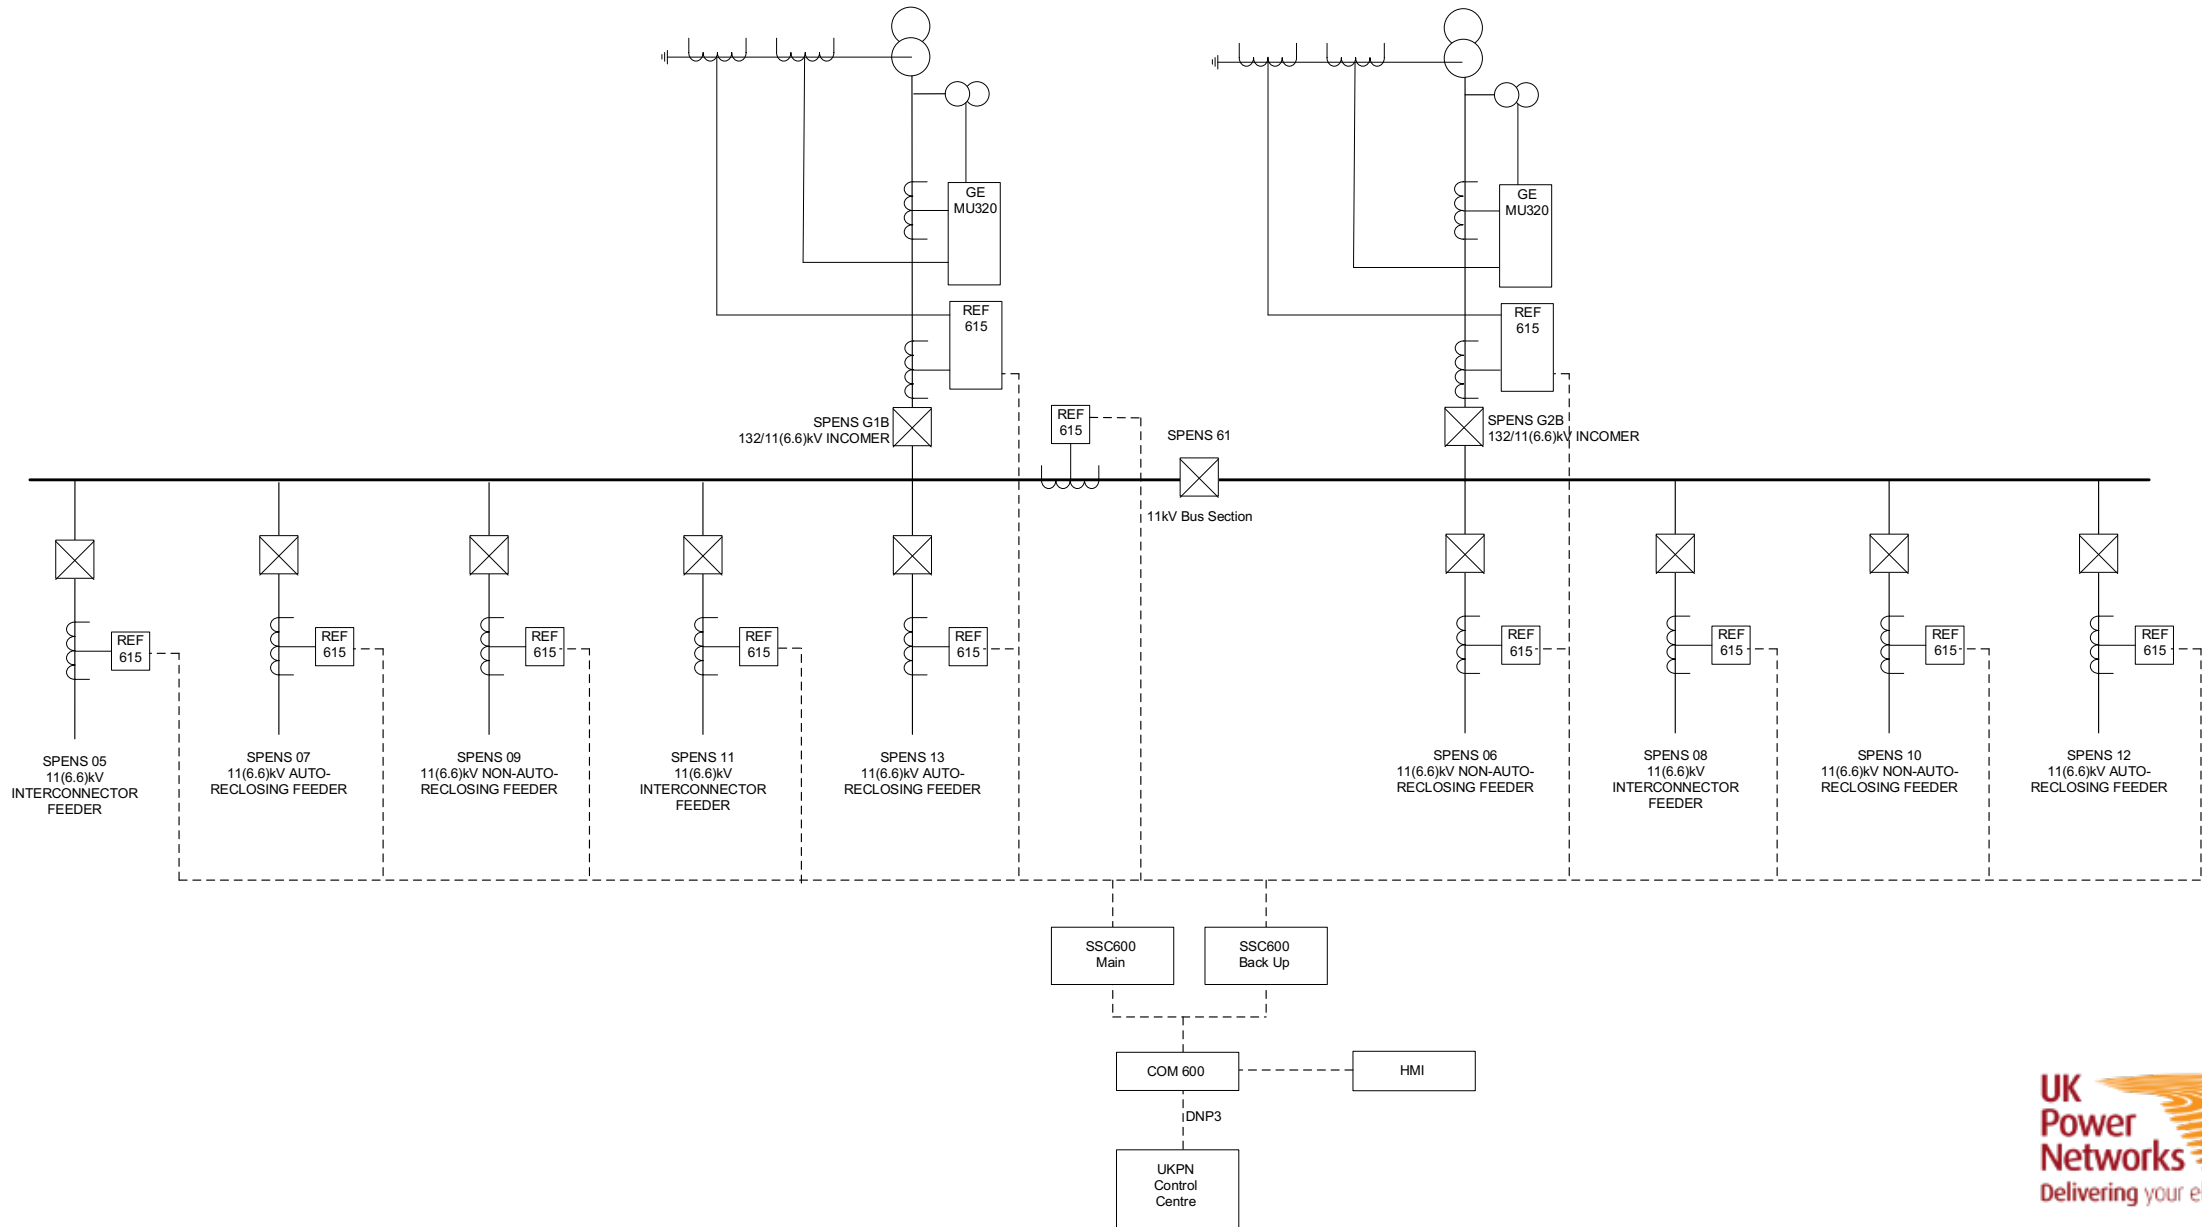 GE
MU320
GE
MU320
REF
615
REF
615
SPENS G1B
132/11(6.6)kV INCOMER
REF
615
SPENS 61
SPENS G2B
132/11(6.6)kV INCOMER
11kV Bus Section
REF
615
REF
615
REF
615
REF
615
REF
615
REF
615
REF
615
REF
615
REF
615
SPENS 05
11(6.6)kV
INTERCONNECTOR
FEEDER
SPENS 07
11(6.6)kV AUTO-
RECLOSING FEEDER
SPENS 09
11(6.6)kV NON-AUTO-
RECLOSING FEEDER
SPENS 11
11(6.6)kV
INTERCONNECTOR
FEEDER
SPENS 13
11(6.6)kV AUTO-
RECLOSING FEEDER
SPENS 06
11(6.6)kV NON-AUTO-
RECLOSING FEEDER
SPENS 08
11(6.6)kV
INTERCONNECTOR
FEEDER
SPENS 10
11(6.6)kV NON-AUTO-
RECLOSING FEEDER
SPENS 12
11(6.6)kV AUTO-
RECLOSING FEEDER
SSC600
Main
SSC600
Back Up
COM 600
HMI
DNP3
UKPN
Control
Centre
UK
Power
Networks
Delivering your